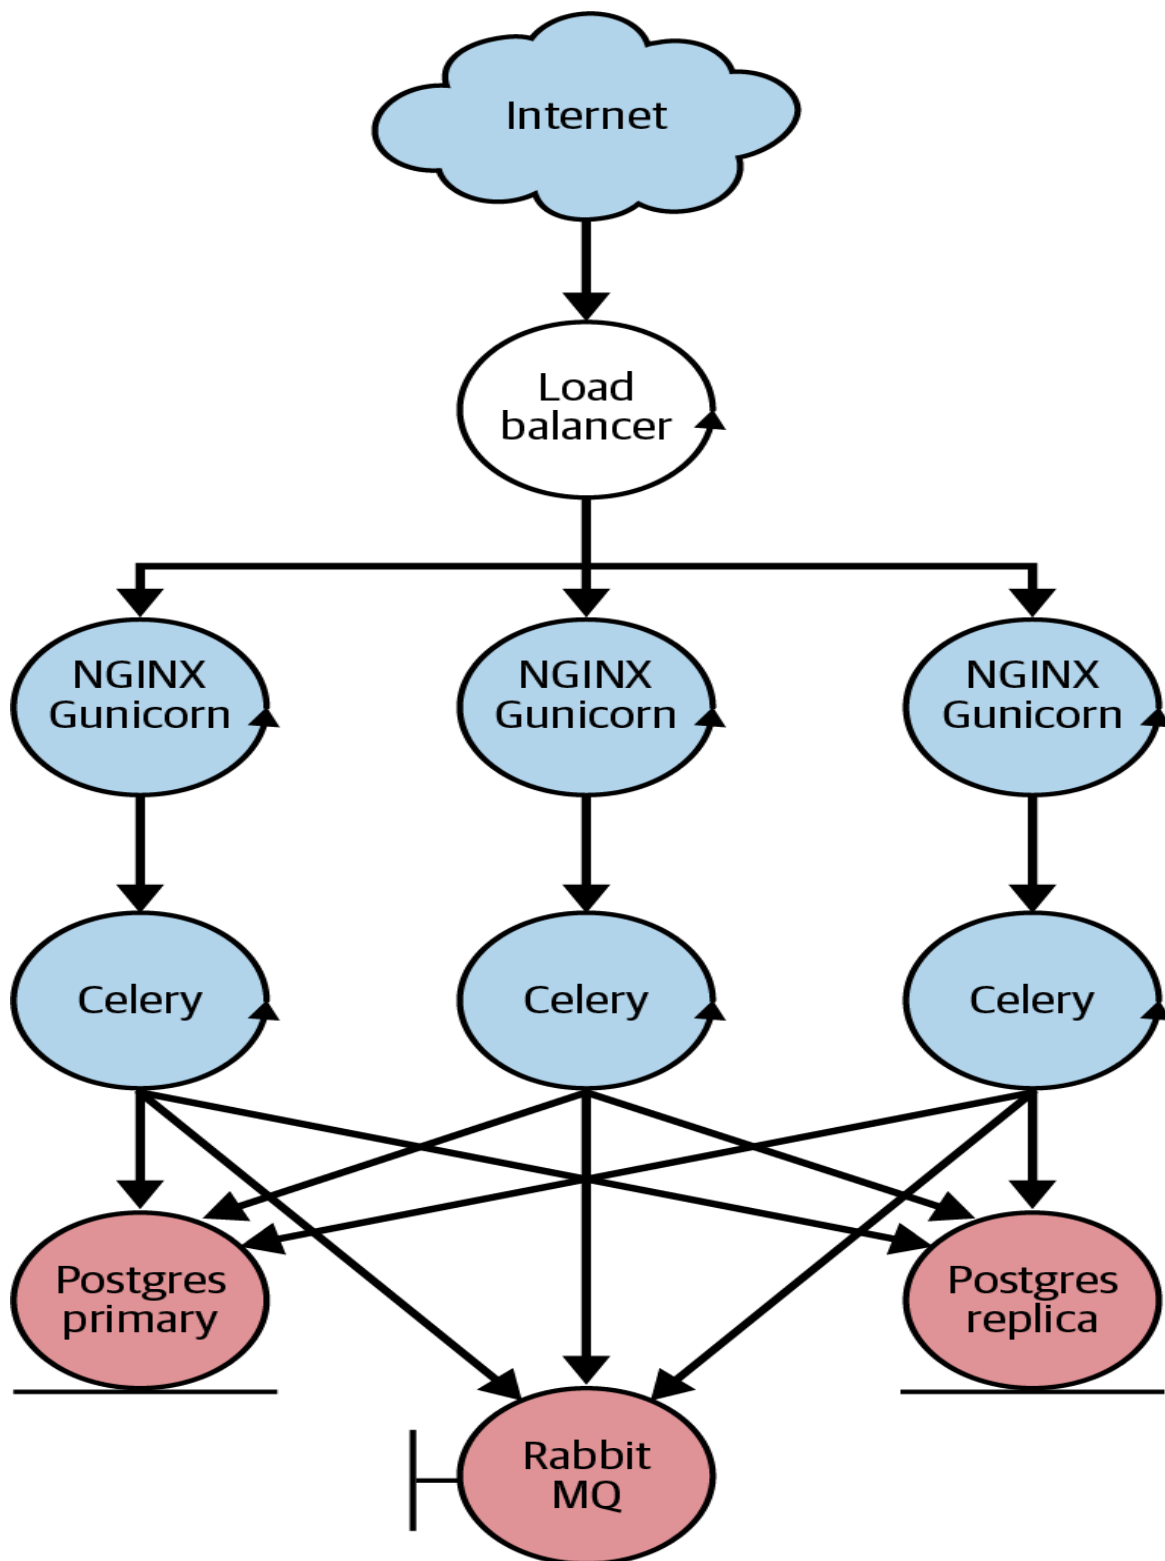 Internet
Load
balancer
NGINX
Gunicorn
NGINX
Gunicorn
NGINX
Gunicorn
Celery
Celery
Celery
Postgres
primary
Postgres
replica
Rabbit
MQ